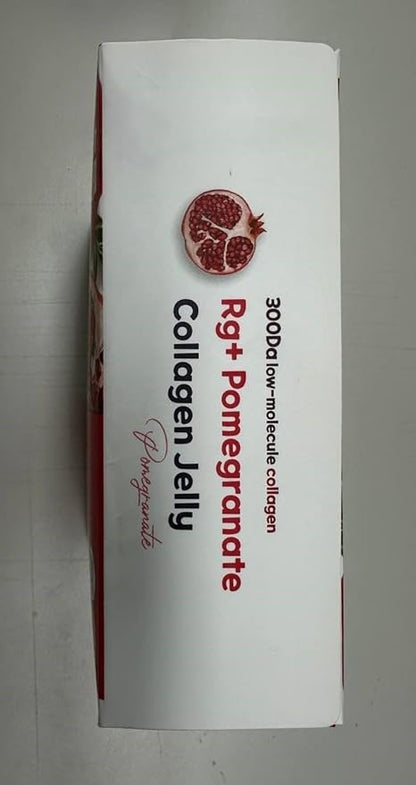 300Da low-molecule collagen
Rg+ Pomegranate
Collagen Jelly
Pomegranate